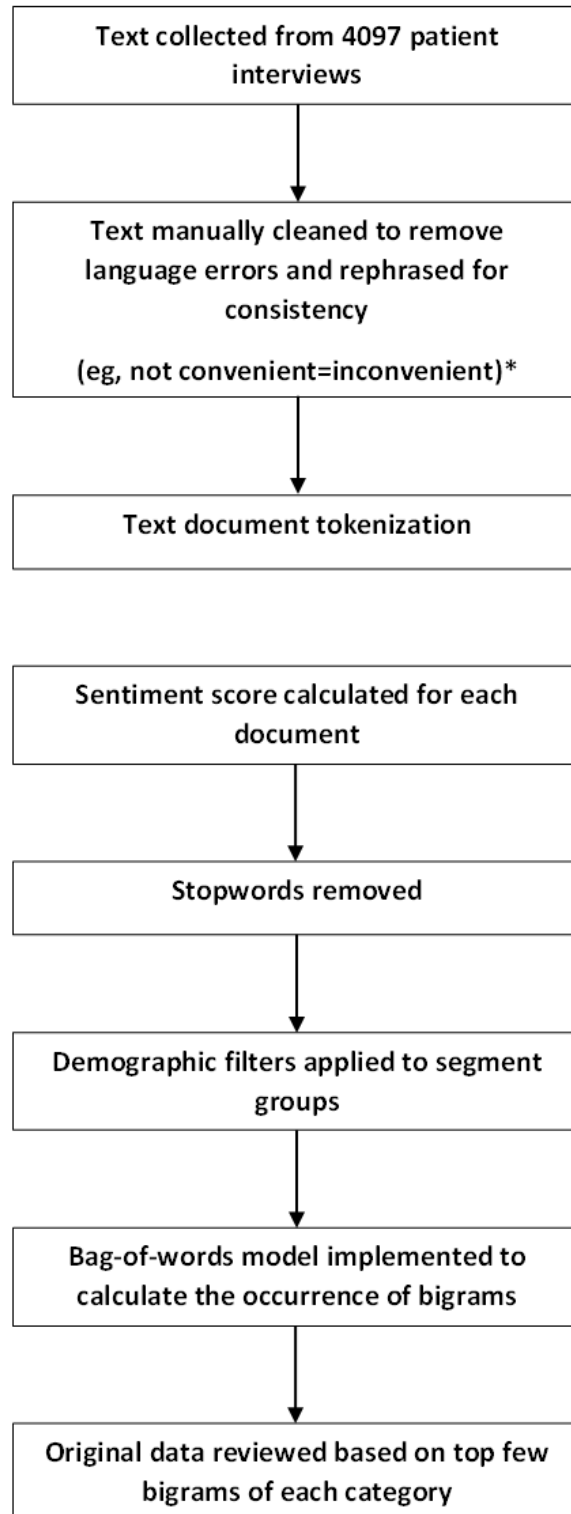 Text collected from 4097 patient
interviews
Text manually cleaned to remove
language errors and rephrased for
consistency
(eg, not convenient=inconvenient)*
Text document tokenization
Sentiment score calculated for each
document
Stopwords removed
Demographic filters applied to segment
groups
Bag-of-words model implemented to
calculate the occurrence of bigrams
Original data reviewed based on top few
bigrams of each category